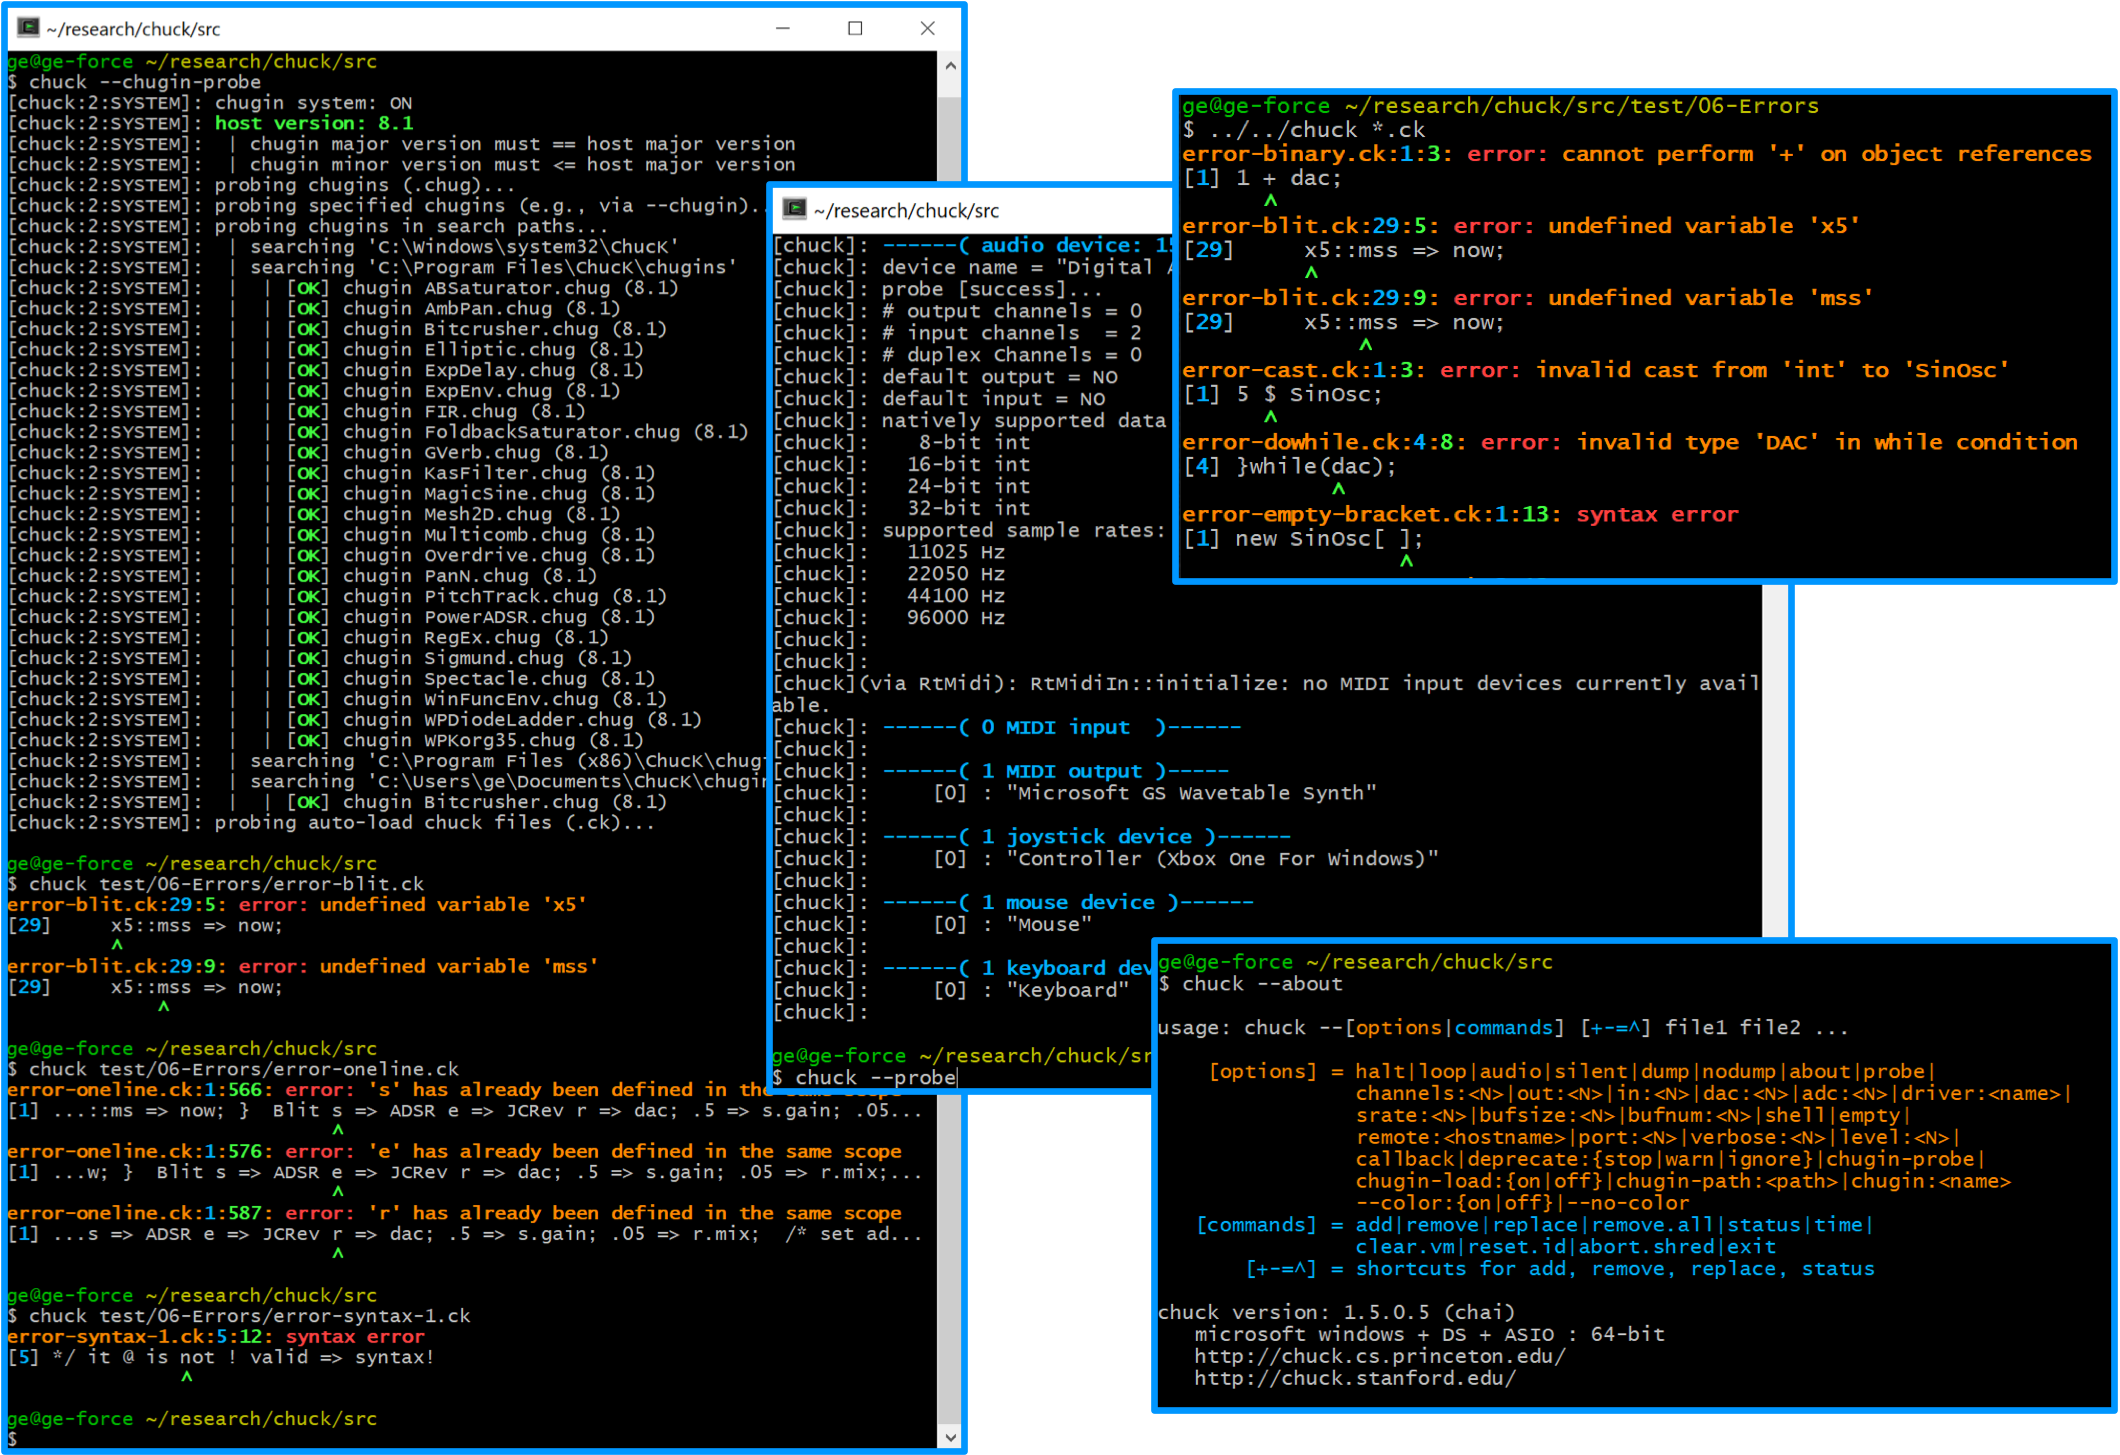 ~/research/chuck/src
ge@ge-force ~/research/chuck/src
$ chuck --chugin-probe
[chuck:2:SYSTEM]: chugin system: ON
[chuck:2:SYSTEM]: host version: 8.1
[chuck:2:SYSTEM]:  | chugin major version must == host major version
[chuck:2:SYSTEM]:  | chugin minor version must <= host major version
[chuck:2:SYSTEM]: probing chugins (.chug)...
[chuck:2:SYSTEM]: probing specified chugins (e.g., via --chugin)..
[chuck:2:SYSTEM]: probing chugins in search paths...
[chuck:2:SYSTEM]:  | searching 'C:\Windows\system32\ChucK'
[chuck:2:SYSTEM]:  | searching 'C:\Program Files\ChucK\chugins'
[chuck:2:SYSTEM]:  |  | [OK] chugin ABSaturator.chug (8.1)
[chuck:2:SYSTEM]:  |  | [OK] chugin AmbPan.chug (8.1)
[chuck:2:SYSTEM]:  |  | [OK] chugin Bitcrusher.chug (8.1)
[chuck:2:SYSTEM]:  |  | [OK] chugin Elliptic.chug (8.1)
[chuck:2:SYSTEM]:  |  | [OK] chugin ExpDelay.chug (8.1)
[chuck:2:SYSTEM]:  |  | [OK] chugin ExpEnv.chug (8.1)
[chuck:2:SYSTEM]:  |  | [OK] chugin FIR.chug (8.1)
[chuck:2:SYSTEM]:  |  | [OK] chugin FoldbackSaturator.chug (8.1)
[chuck:2:SYSTEM]:  |  | [OK] chugin GVerb.chug (8.1)
[chuck:2:SYSTEM]:  |  | [OK] chugin KasFilter.chug (8.1)
[chuck:2:SYSTEM]:  |  | [OK] chugin MagicSine.chug (8.1)
[chuck:2:SYSTEM]:  |  | [OK] chugin Mesh2D.chug (8.1)
[chuck:2:SYSTEM]:  |  | [OK] chugin Multicomb.chug (8.1)
[chuck:2:SYSTEM]:  |  | [OK] chugin Overdrive.chug (8.1)
[chuck:2:SYSTEM]:  |  | [OK] chugin PanN.chug (8.1)
[chuck:2:SYSTEM]:  |  | [OK] chugin PitchTrack.chug (8.1)
[chuck:2:SYSTEM]:  |  | [OK] chugin PowerADSR.chug (8.1)
[chuck:2:SYSTEM]:  |  | [OK] chugin RegEx.chug (8.1)
[chuck:2:SYSTEM]:  |  | [OK] chugin Sigmund.chug (8.1)
[chuck:2:SYSTEM]:  |  | [OK] chugin Spectacle.chug (8.1)
[chuck:2:SYSTEM]:  |  | [OK] chugin WinFuncEnv.chug (8.1)
[chuck:2:SYSTEM]:  |  | [OK] chugin WPDiodeLadder.chug (8.1)
[chuck:2:SYSTEM]:  |  | [OK] chugin WPKorg35.chug (8.1)
[chuck:2:SYSTEM]:  | searching 'C:\Program Files (x86)\ChucK\chug
[chuck:2:SYSTEM]:  | searching 'C:\Users\ge\Documents\ChucK\chugin
[chuck:2:SYSTEM]:  |  | [OK] chugin Bitcrusher.chug (8.1)
[chuck:2:SYSTEM]: probing auto-load chuck files (.ck)...
ge@ge-force ~/research/chuck/src
$ chuck test/06-Errors/error-blit.ck
error-blit.ck:29:5: error: undefined variable 'x5'
[29]     x5::mss => now;
^
error-blit.ck:29:9: error: undefined variable 'mss'
[29]     x5::mss => now;
^
ge@ge-force ~/research/chuck/src
$ chuck test/06-Errors/error-oneline.ck
error-oneline.ck:1:566: error: 's' has already been defined in the same scope
[1] ...::ms => now; }  Blit s => ADSR e => JCRev r => dac; .5 => s.gain; .05...
^
error-oneline.ck:1:576: error: 'e' has already been defined in the same scope
[1] ...w; }  Blit s => ADSR e => JCRev r => dac; .5 => s.gain; .05 => r.mix;...
^
error-oneline.ck:1:587: error: 'r' has already been defined in the same scope
[1] ...s => ADSR e => JCRev r => dac; .5 => s.gain; .05 => r.mix;  /* set ad...
^
ge@ge-force ~/research/chuck/src
$ chuck test/06-Errors/error-syntax-1.ck
error-syntax-1.ck:5:12: syntax error
[5] */ it @ is not ! valid => syntax!
^
ge@ge-force ~/research/chuck/src
$
~/research/chuck/src
[chuck]: ------( audio device: 15
[chuck]: device name = "Digital A
[chuck]: probe [success]...
[chuck]: # output channels = 0
[chuck]: # input channels  = 2
[chuck]: # duplex Channels = 0
[chuck]: default output = NO
[chuck]: default input = NO
[chuck]: natively supported data
[chuck]:    8-bit int
[chuck]:   16-bit int
[chuck]:   24-bit int
[chuck]:   32-bit int
[chuck]: supported sample rates:
[chuck]:   11025 Hz
[chuck]:   22050 Hz
[chuck]:   44100 Hz
[chuck]:   96000 Hz
[chuck]:
[chuck]:
[chuck](via RtMidi): RtMidiIn::initialize: no MIDI input devices currently avail
able.
[chuck]: ------( 0 MIDI input  )------
[chuck]:
[chuck]: ------( 1 MIDI output )-----
[chuck]:     [0] : "Microsoft GS Wavetable Synth"
[chuck]:
[chuck]: ------( 1 joystick device )------
[chuck]:     [0] : "Controller (Xbox One For Windows)"
[chuck]:
[chuck]: ------( 1 mouse device )------
[chuck]:     [0] : "Mouse"
[chuck]:
[chuck]: ------( 1 keyboard dev
[chuck]:     [0] : "Keyboard"
[chuck]:
ge@ge-force ~/research/chuck/sr
$ chuck --probe
ge@ge-force ~/research/chuck/src/test/06-Errors
$ ../../chuck *.ck
error-binary.ck:1:3: error: cannot perform '+' on object references
[1] 1 + dac;
^
error-blit.ck:29:5: error: undefined variable 'x5'
[29]     x5::mss => now;
^
error-blit.ck:29:9: error: undefined variable 'mss'
[29]     x5::mss => now;
^
error-cast.ck:1:3: error: invalid cast from 'int' to 'SinOsc'
[1] 5 $ SinOsc;
^
error-dowhile.ck:4:8: error: invalid type 'DAC' in while condition
[4] }while(dac);
^
error-empty-bracket.ck:1:13: syntax error
[1] new SinOsc[ ];
^
ge@ge-force ~/research/chuck/src
$ chuck --about
usage: chuck --[options|commands] [+-=^] file1 file2 ...
[options] = halt|loop|audio|silent|dump|nodump|about|probe|
channels:<N>|out:<N>|in:<N>|dac:<N>|adc:<N>|driver:<name>|
srate:<N>|bufsize:<N>|bufnum:<N>|shell|empty|
remote:<hostname>|port:<N>|verbose:<N>|level:<N>|
callback|deprecate:{stop|warn|ignore}|chugin-probe|
chugin-load:{on|off}|chugin-path:<path>|chugin:<name>
--color:{on|off}|--no-color
[commands] = add|remove|replace|remove.all|status|time|
clear.vm|reset.id|abort.shred|exit
[+-=^] = shortcuts for add, remove, replace, status
chuck version: 1.5.0.5 (chai)
microsoft windows + DS + ASIO : 64-bit
http://chuck.cs.princeton.edu/
http://chuck.stanford.edu/